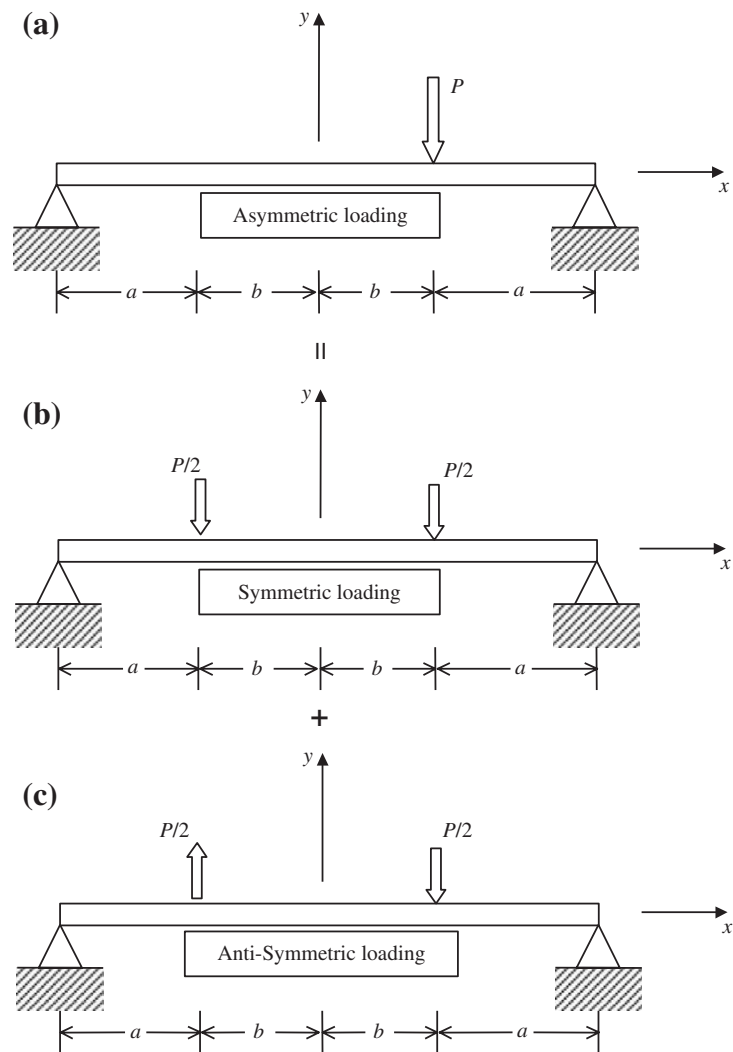 (a)
y
P
x
Asymmetric loading
a b b a
=
y
(b)
P/2 P/2
x
Symmetric loading
a b b a
+
y
(c)
P/2 P/2
x
Anti-Symmetric loading
a b b a